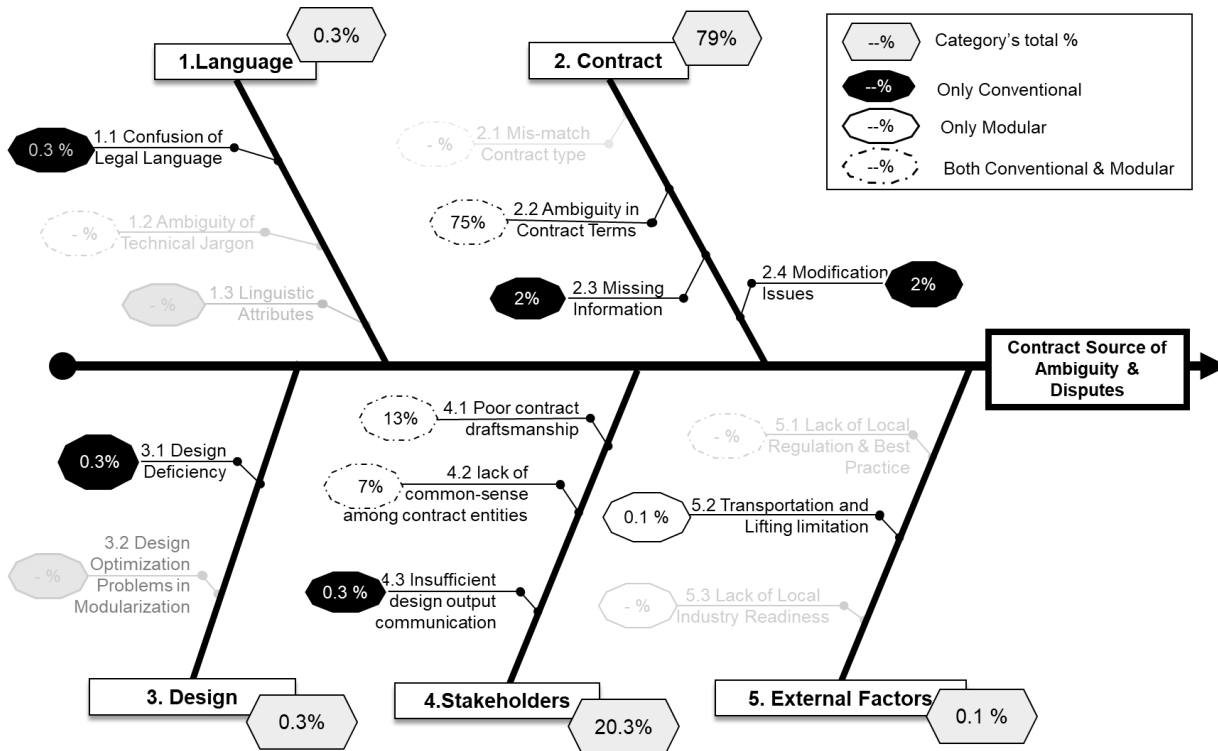 0.3%
1.Language
79%
2. Contract
--%
Category's total %
--%
Only Conventional
--%
Only Modular
--%
Both Conventional & Modular
0.3 %
1.1 Confusion of
Legal Language
- %
1.2 Ambiguity of
Technical Jargon
- %
1.3 Linguistic
Attributes
- %
2.1 Mis-match
Contract type
75%
2.2 Ambiguity in
Contract Terms
2%
2.3 Missing
Information
2.4 Modification
Issues
2%
Contract Source of
Ambiguity &
Disputes
0.3%
3.1 Design
Deficiency
- %
3.2 Design
Optimization
Problems in
Modularization
13%
4.1 Poor contract
draftsmanship
7%
4.2 lack of
common-sense
among contract entities
0.3 %
4.3 Insufficient
design output
communication
- %
5.1 Lack of Local
Regulation & Best
Practice
0.1 %
5.2 Transportation and
Lifting limitation
- %
5.3 Lack of Local
Industry Readiness
3. Design
0.3%
4.Stakeholders
20.3%
5. External Factors
0.1 %